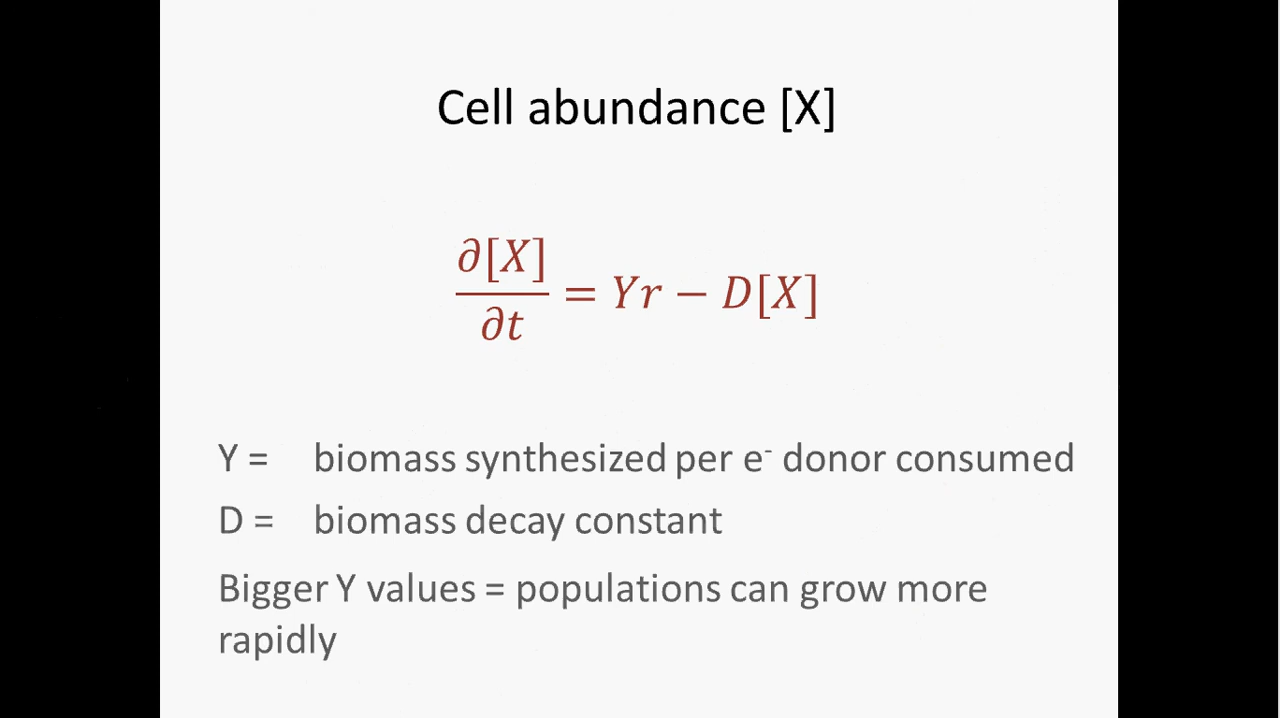 Cell abundance [X]
∂[X]/∂t = Yr − D[X]
Y = biomass synthesized per e⁻ donor consumed
D = biomass decay constant
Bigger Y values = populations can grow more
rapidly